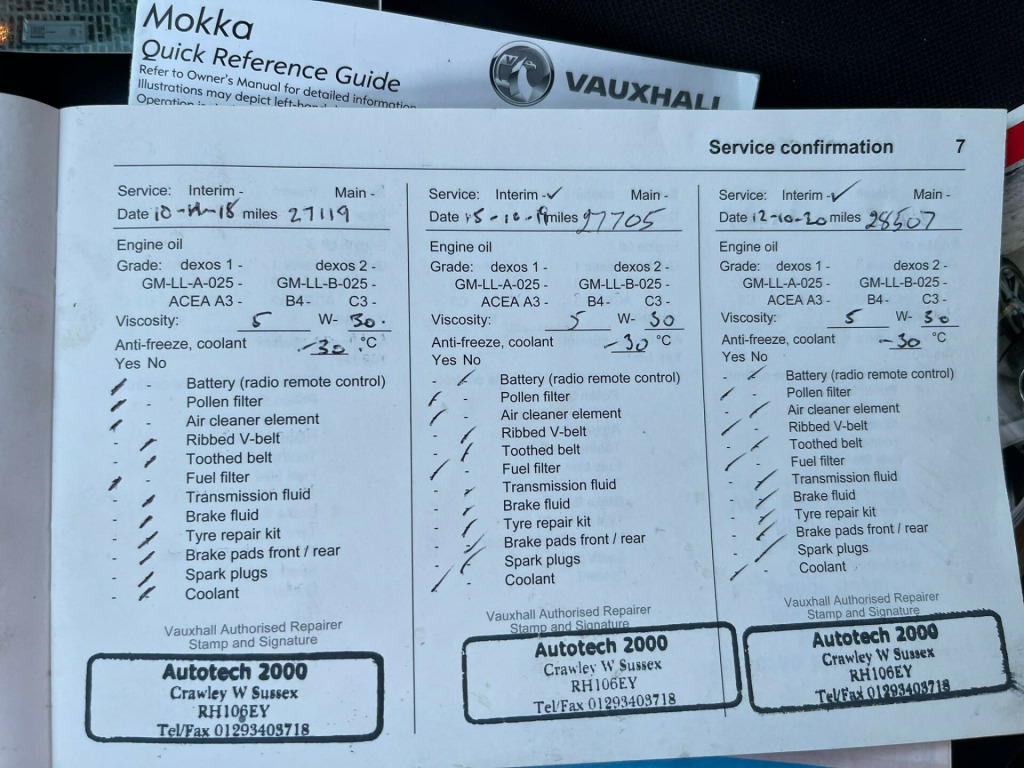 Mokka
Quick Reference Guide
Refer to Owner's Manual for detailed information
Illustrations may depict left-hand
VAUXHALL
Service confirmation 7
Service: Interim - Main -
Date 10 - - 18 miles 27119
Engine oil
Grade: dexos 1 - dexos 2 -
GM-LL-A-025 - GM-LL-B-025 -
ACEA A3 - B4 - C3 -
Viscosity: 5 W- 30.
Anti-freeze, coolant -30 °C
Yes No
✓ - Battery (radio remote control)
✓ - Pollen filter
✓ - Air cleaner element
- ✓ Ribbed V-belt
- ✓ Toothed belt
✓ - Fuel filter
- ✓ Transmission fluid
- ✓ Brake fluid
- ✓ Tyre repair kit
- ✓ Brake pads front / rear
- ✓ Spark plugs
- ✓ Coolant
Vauxhall Authorised Repairer
Stamp and Signature
Autotech 2000
Crawley W Sussex
RH106EY
Tel/Fax 01293403718
Service: Interim -✓ Main -
Date 15 - 10 - 19 miles 27705
Engine oil
Grade: dexos 1 - dexos 2 -
GM-LL-A-025 - GM-LL-B-025 -
ACEA A3 - B4 - C3 -
Viscosity: 5 W- 30
Anti-freeze, coolant -30 °C
Yes No
- ✓ Battery (radio remote control)
✓ - Pollen filter
✓ - Air cleaner element
- ✓ Ribbed V-belt
- ✓ Toothed belt
✓ - Fuel filter
- ✓ Transmission fluid
- ✓ Brake fluid
- ✓ Tyre repair kit
- ✓ Brake pads front / rear
- ✓ Spark plugs
✓ - Coolant
Vauxhall Authorised Repairer
Stamp and Signature
Autotech 2000
Crawley W Sussex
RH106EY
Tel/Fax 01293403718
Service: Interim -✓ Main -
Date 12-10-20 miles 28507
Engine oil
Grade: dexos 1 - dexos 2 -
GM-LL-A-025 - GM-LL-B-025 -
ACEA A3 - B4 - C3 -
Viscosity: 5 W- 30
Anti-freeze, coolant -30 °C
Yes No
- ✓ Battery (radio remote control)
✓ - Pollen filter
- ✓ Air cleaner element
✓ - Ribbed V-belt
- ✓ Toothed belt
✓ - Fuel filter
- ✓ Transmission fluid
- ✓ Brake fluid
- ✓ Tyre repair kit
- ✓ Brake pads front / rear
- ✓ Spark plugs
✓ - Coolant
Vauxhall Authorised Repairer
Stamp and Signature
Autotech 2000
Crawley W Sussex
RH106EY
Tel/Fax 01293403718